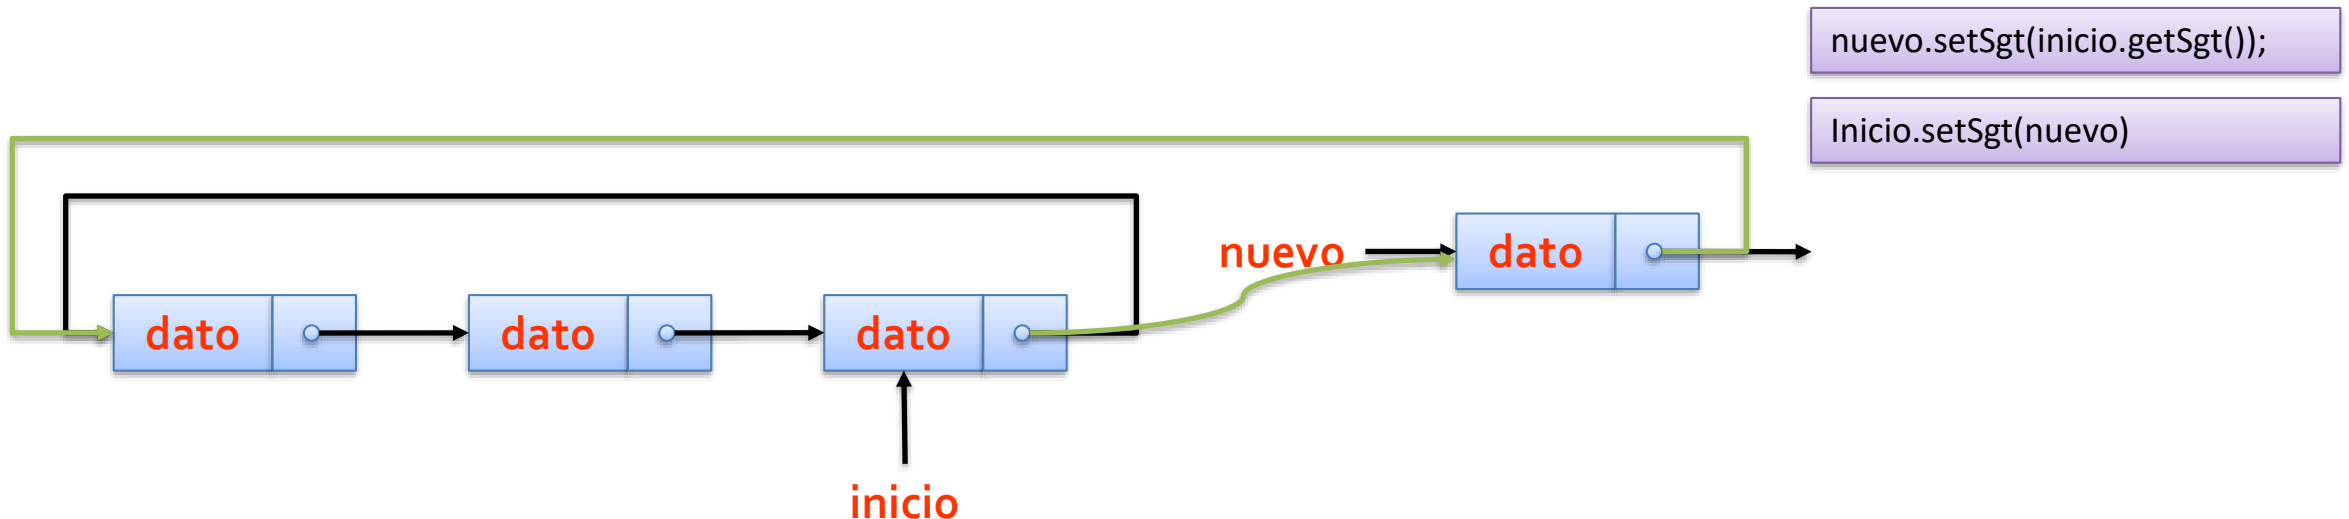 nuevo.setSgt(inicio.getSgt());
Inicio.setSgt(nuevo)
nuevo
dato
dato
dato
dato
inicio